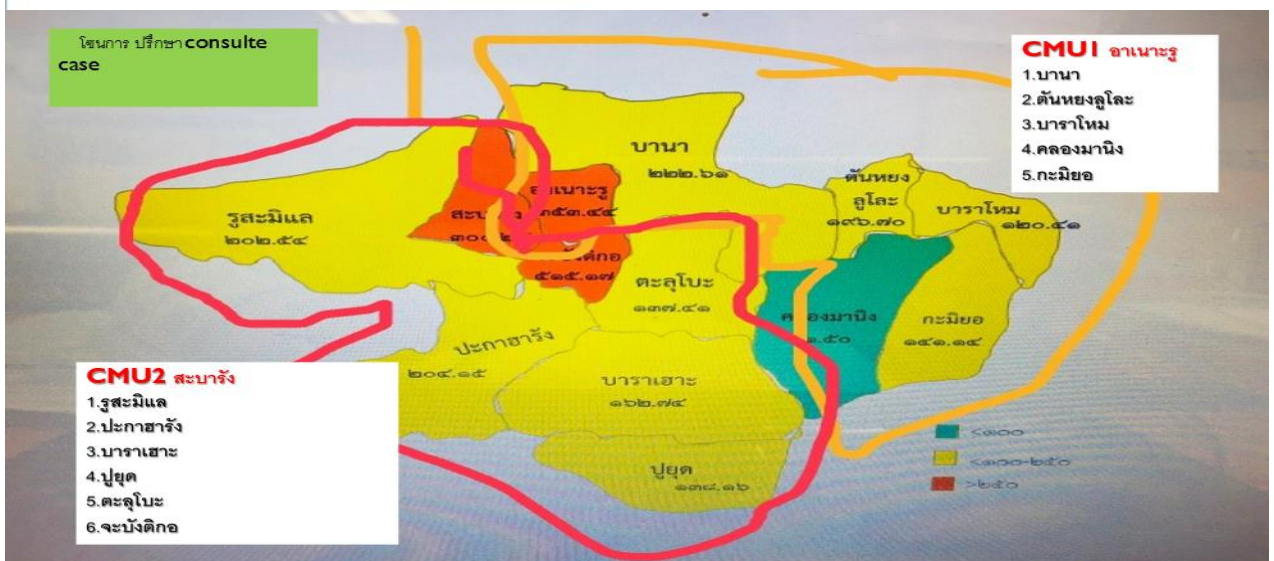 โซนการ ปรึกษา consulte
case
CMU1 อาเนาะรู
1.บานา
2.ตันหยงลูโละ
3.บาราโหม
4.คลองมานิง
5.กะมิยอ
บานา
๒๒๒.๖๑
ตันหยง
ลูโละ
๑๙๖.๗๐
บาราโหม
๑๒๐.๔๑
รูสะมิแล
๒๐๒.๕๔
๕๑๕.๑๗
ตะลุโบะ
๑๓๗.๔๑
กะมิยอ
๑๔๑.๑๔
ปะกาฮารัง
๒๐๔.๑๕
บาราเฮาะ
๑๖๒.๗๔
ปูยุด
๑๓๘.๑๖
CMU2 สะบารัง
1.รูสะมิแล
2.ปะกาฮารัง
3.บาราเฮาะ
4.ปูยุด
5.ตะลุโบะ
6.จะบังติกอ
<๑๐๐
<๑๐๐-๒๕๐
>๒๕๐